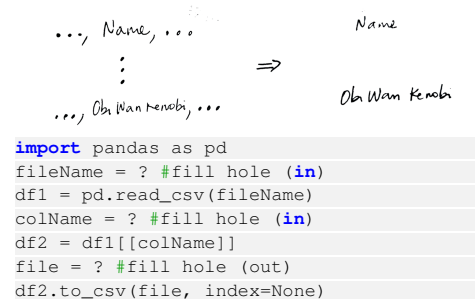 ..., Name, ... ⇒ Name
⋮
..., Obi Wan Kenobi, ... Obi Wan Kenobi
import pandas as pd
fileName = ? #fill hole (in)
df1 = pd.read_csv(fileName)
colName = ? #fill hole (in)
df2 = df1[[colName]]
file = ? #fill hole (out)
df2.to_csv(file, index=None)